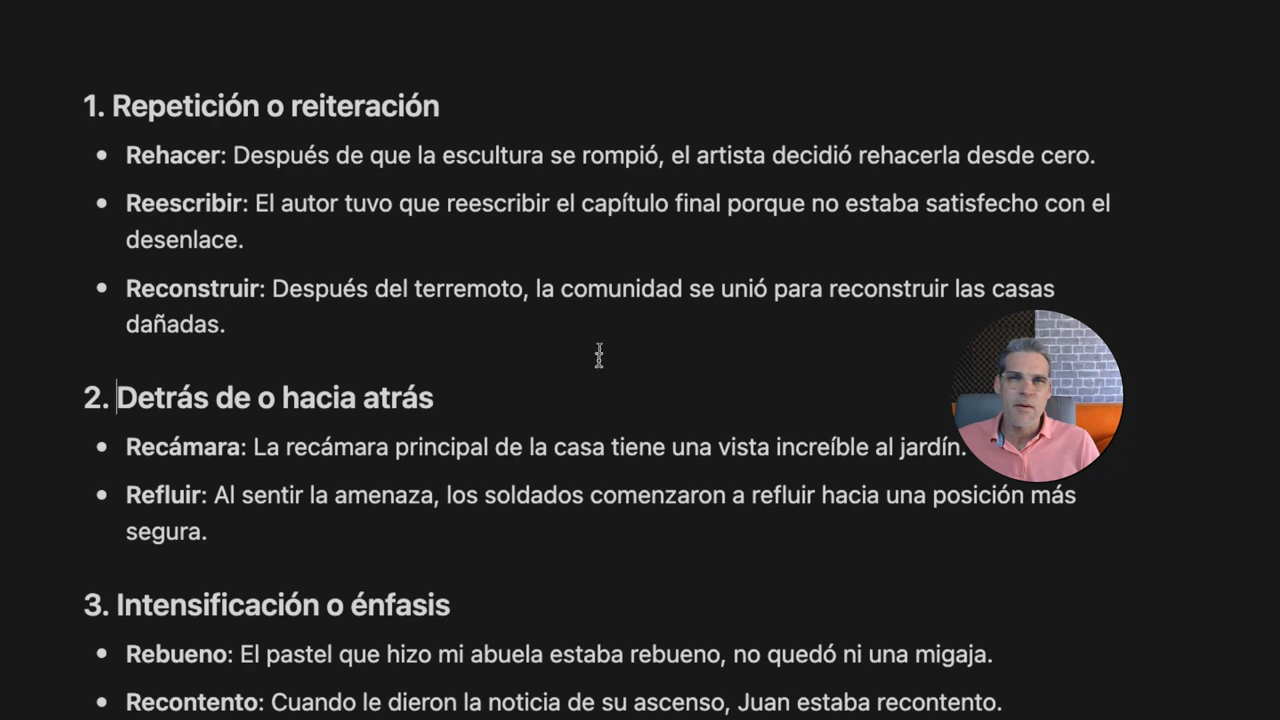 1. Repetición o reiteración
• Rehacer: Después de que la escultura se rompió, el artista decidió rehacerla desde cero.
• Reescribir: El autor tuvo que reescribir el capítulo final porque no estaba satisfecho con el
desenlace.
• Reconstruir: Después del terremoto, la comunidad se unió para reconstruir las casas
dañadas.
2. Detrás de o hacia atrás
• Recámara: La recámara principal de la casa tiene una vista increíble al jardín.
• Refluir: Al sentir la amenaza, los soldados comenzaron a refluir hacia una posición más
segura.
3. Intensificación o énfasis
• Rebueno: El pastel que hizo mi abuela estaba rebueno, no quedó ni una migaja.
• Recontento: Cuando le dieron la noticia de su ascenso, Juan estaba recontento.